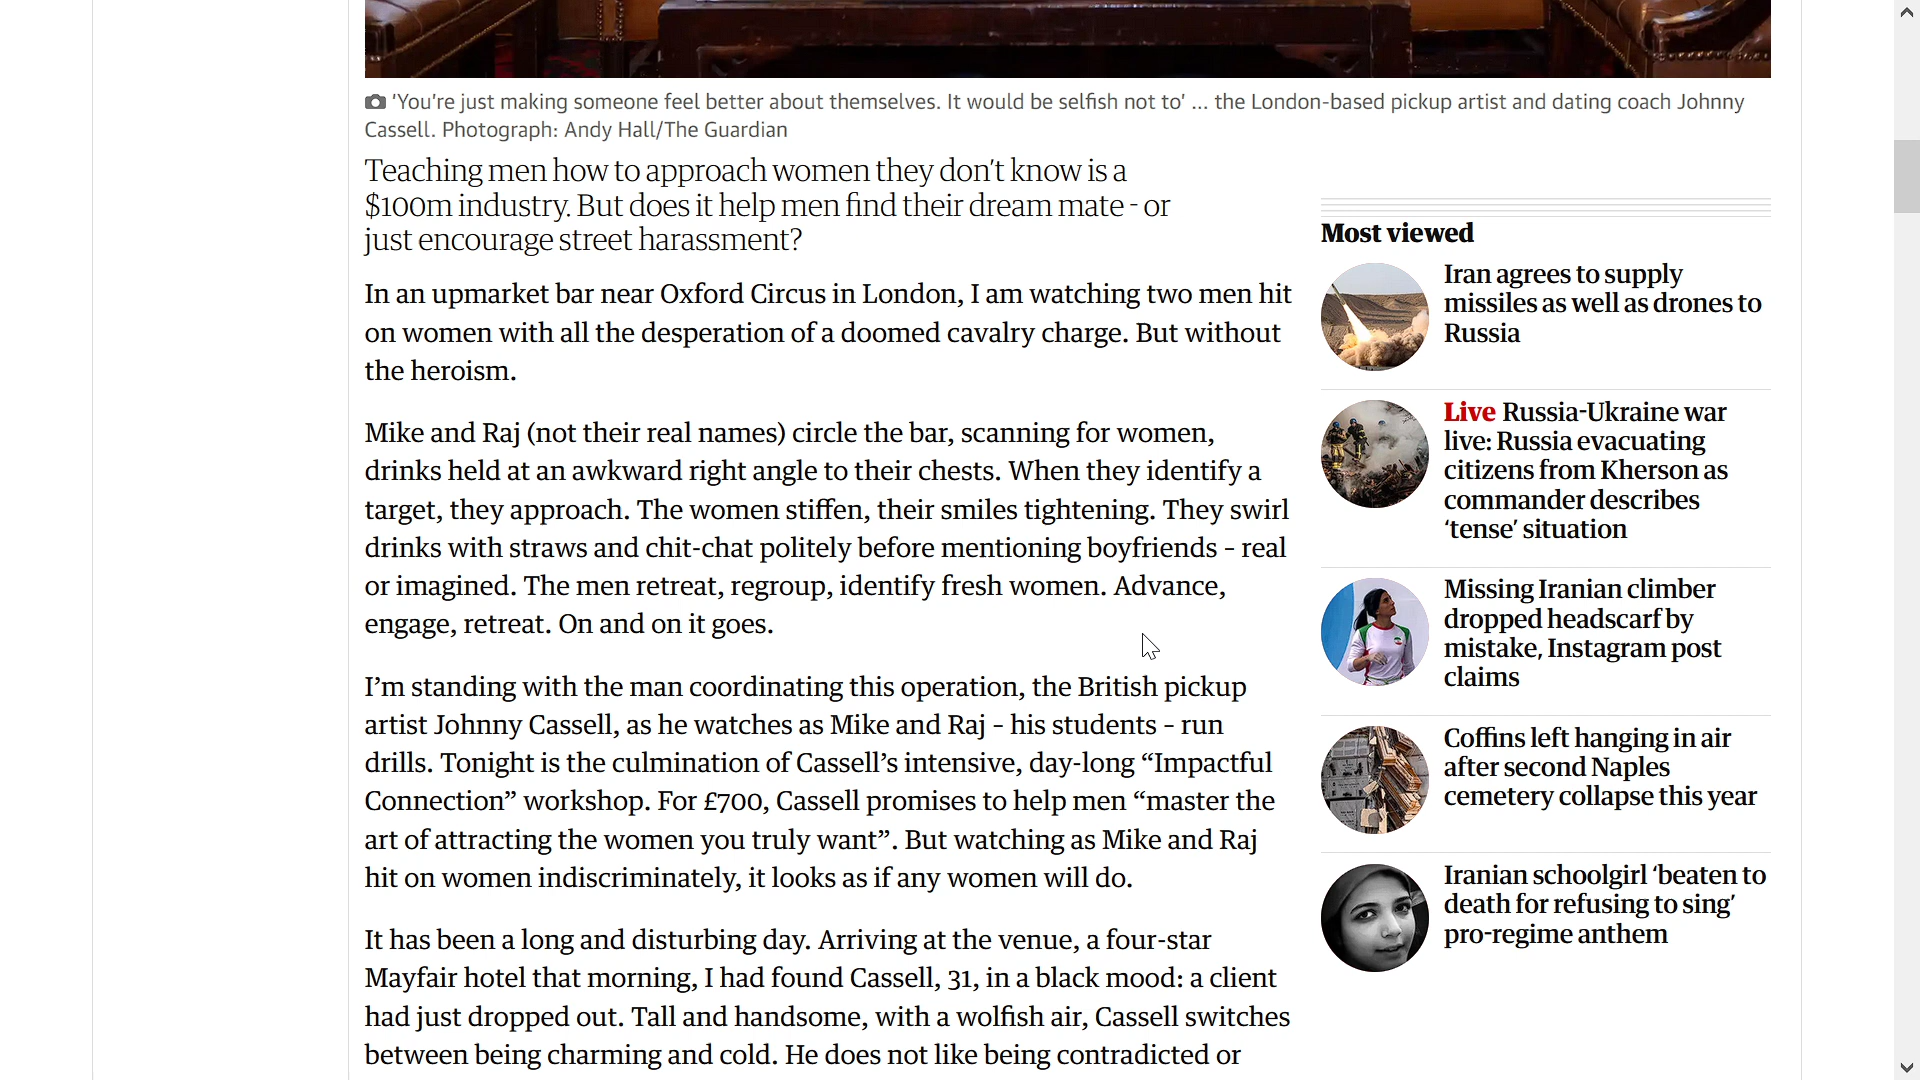 'You're just making someone feel better about themselves. It would be selfish not to' ... the London-based pickup artist and dating coach Johnny
Cassell. Photograph: Andy Hall/The Guardian
Teaching men how to approach women they don't know is a
$100m industry. But does it help men find their dream mate - or
just encourage street harassment?
In an upmarket bar near Oxford Circus in London, I am watching two men hit
on women with all the desperation of a doomed cavalry charge. But without
the heroism.
Mike and Raj (not their real names) circle the bar, scanning for women,
drinks held at an awkward right angle to their chests. When they identify a
target, they approach. The women stiffen, their smiles tightening. They swirl
drinks with straws and chit-chat politely before mentioning boyfriends – real
or imagined. The men retreat, regroup, identify fresh women. Advance,
engage, retreat. On and on it goes.
I'm standing with the man coordinating this operation, the British pickup
artist Johnny Cassell, as he watches as Mike and Raj – his students – run
drills. Tonight is the culmination of Cassell's intensive, day-long “Impactful
Connection” workshop. For £700, Cassell promises to help men “master the
art of attracting the women you truly want”. But watching as Mike and Raj
hit on women indiscriminately, it looks as if any women will do.
It has been a long and disturbing day. Arriving at the venue, a four-star
Mayfair hotel that morning, I had found Cassell, 31, in a black mood: a client
had just dropped out. Tall and handsome, with a wolfish air, Cassell switches
between being charming and cold. He does not like being contradicted or
Most viewed
Iran agrees to supply
missiles as well as drones to
Russia
Live Russia-Ukraine war
live: Russia evacuating
citizens from Kherson as
commander describes
‘tense’ situation
Missing Iranian climber
dropped headscarf by
mistake, Instagram post
claims
Coffins left hanging in air
after second Naples
cemetery collapse this year
Iranian schoolgirl ‘beaten to
death for refusing to sing’
pro-regime anthem